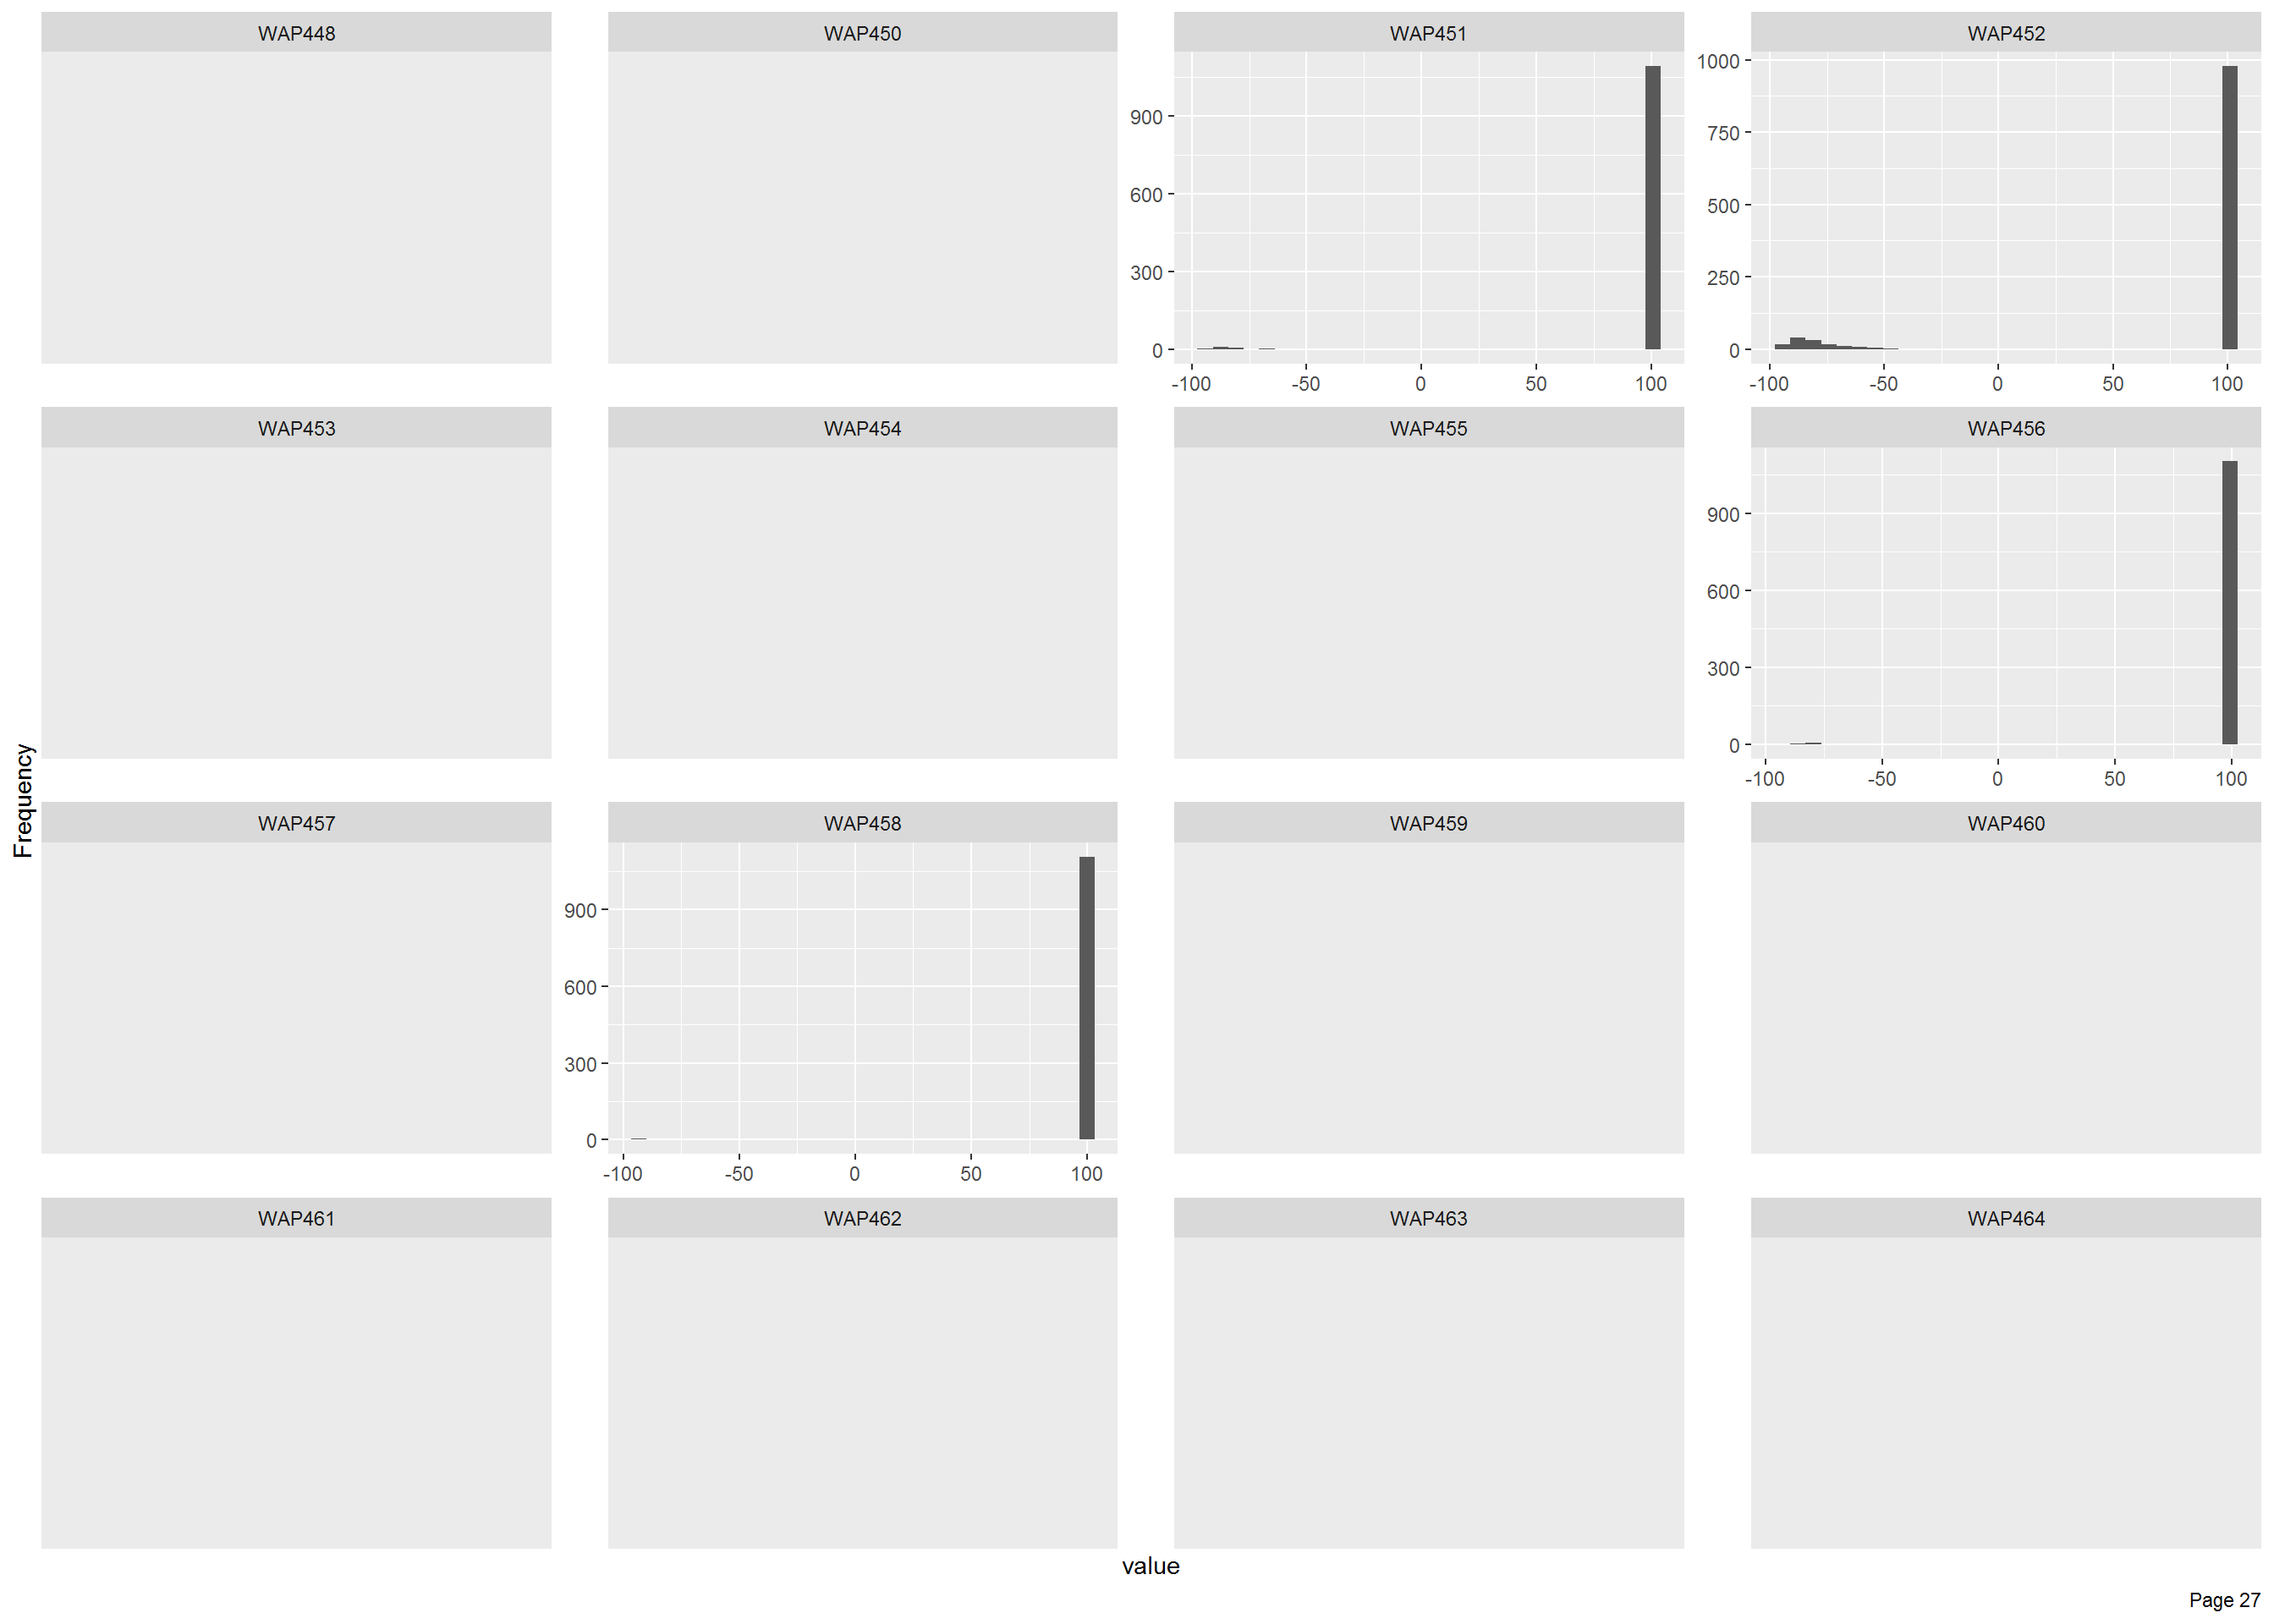 WAP448 WAP450 WAP451 WAP452
900
600
300
0
-100 -50 0 50 100
1000
750
500
250
0
-100 -50 0 50 100
WAP453 WAP454 WAP455 WAP456
900
600
300
0
-100 -50 0 50 100
Frequency
WAP457 WAP458 WAP459 WAP460
900
600
300
0
-100 -50 0 50 100
WAP461 WAP462 WAP463 WAP464
value
Page 27